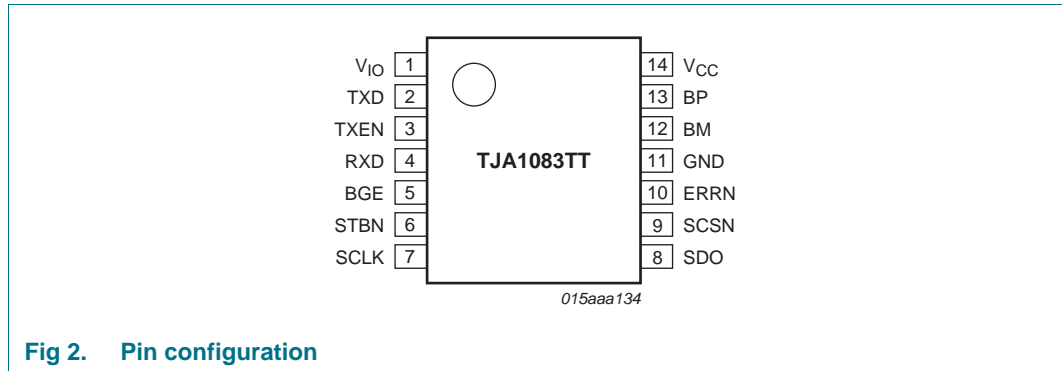 V_IO 1 14 V_CC
TXD 2 13 BP
TXEN 3 12 BM
RXD 4 TJA1083TT 11 GND
BGE 5 10 ERRN
STBN 6 9 SCSN
SCLK 7 8 SDO
015aaa134
Fig 2. Pin configuration